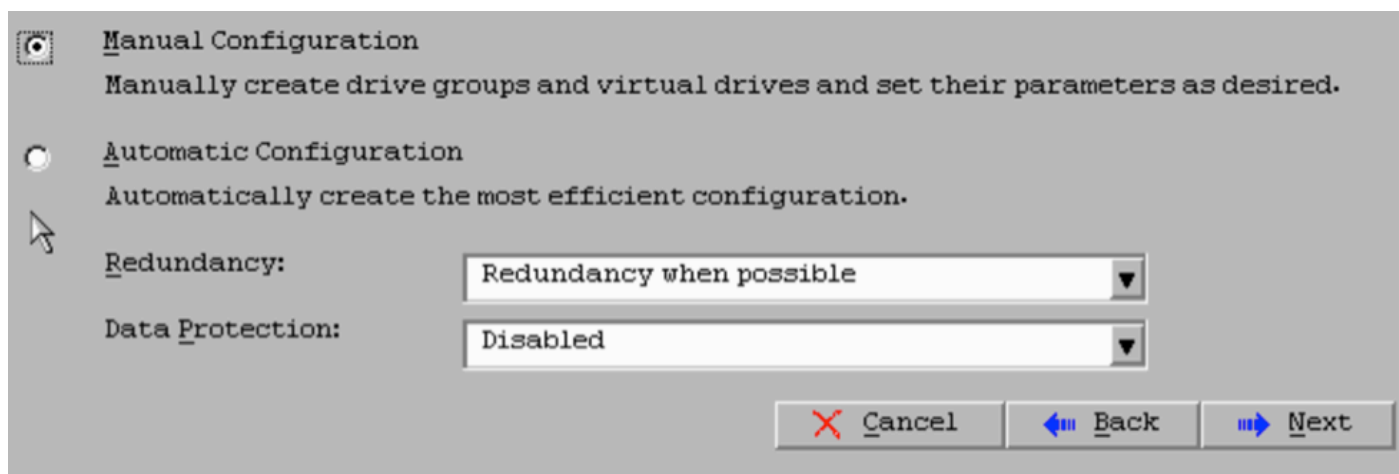 Manual Configuration
Manually create drive groups and virtual drives and set their parameters as desired.
Automatic Configuration
Automatically create the most efficient configuration.
Redundancy:
Redundancy when possible
Data Protection:
Disabled
Cancel
Back
Next